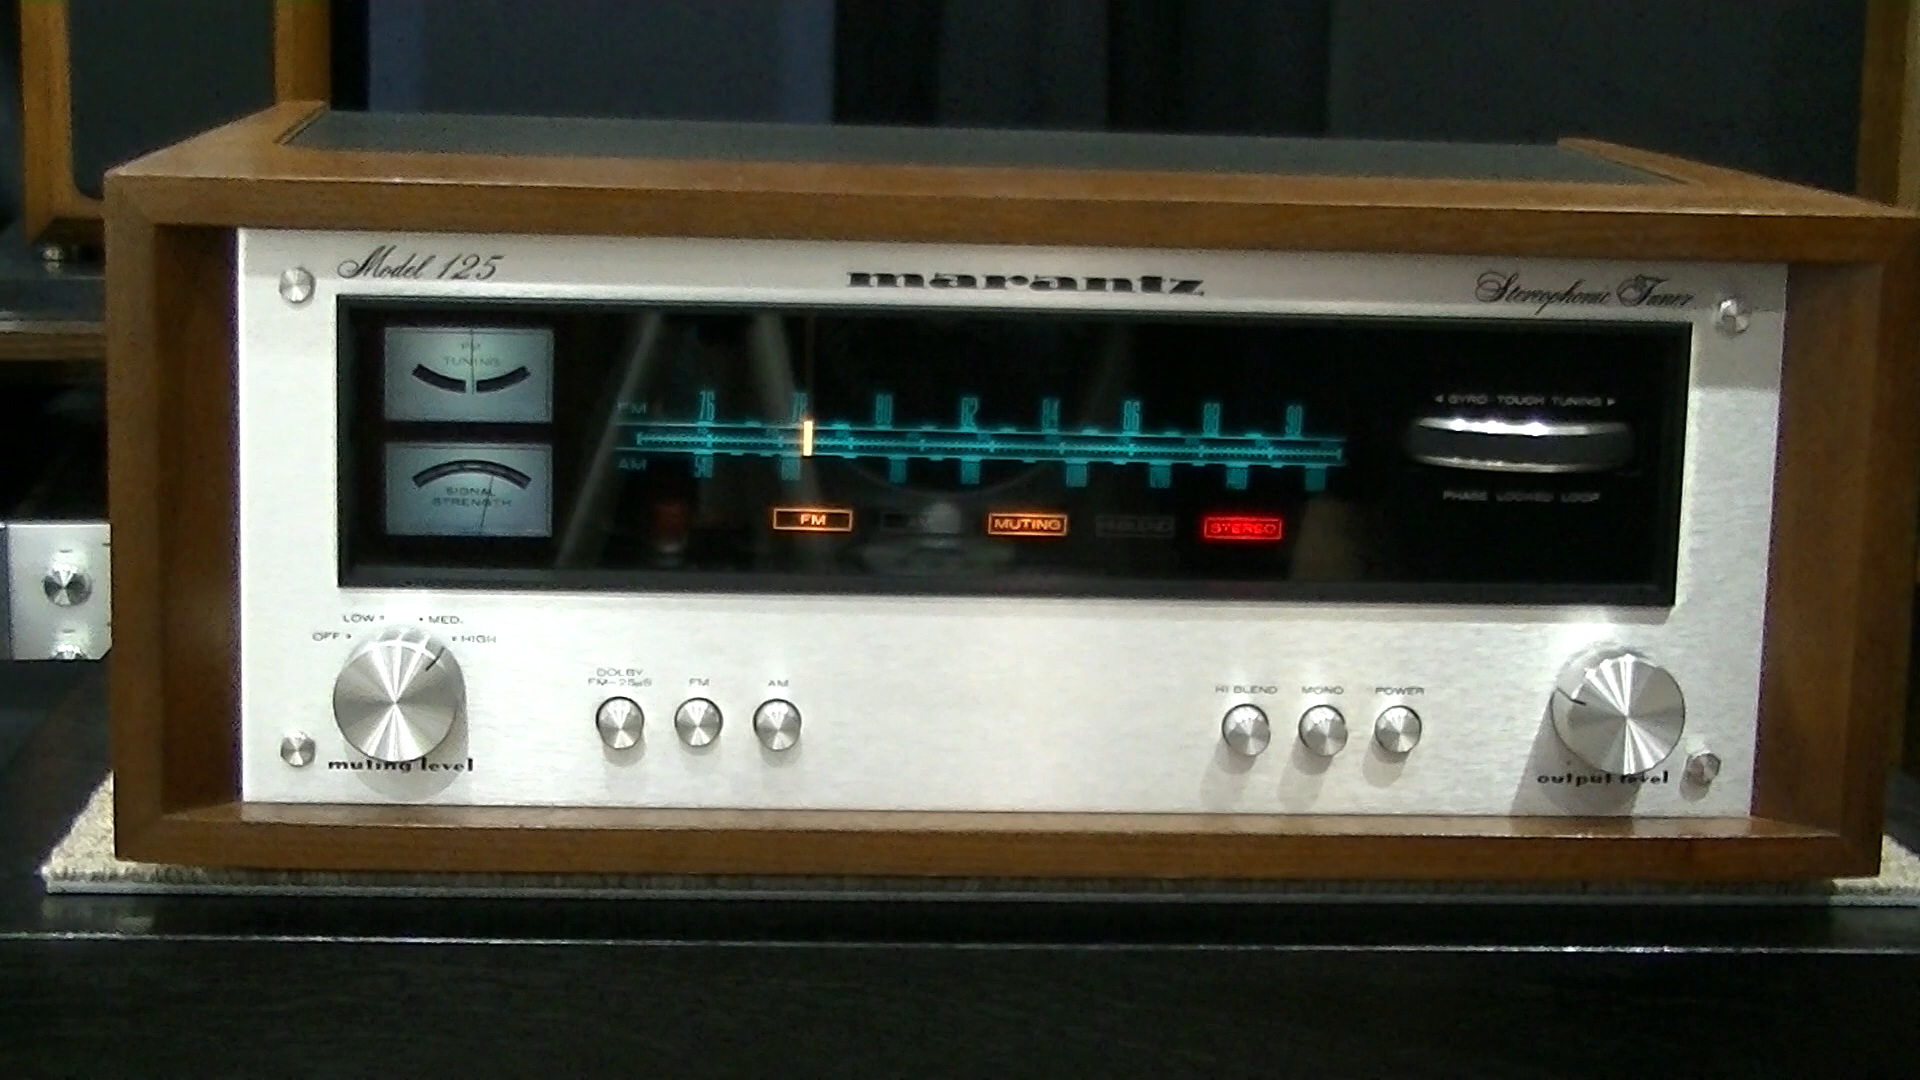 Model 125
marantz
Stereophonic Tuner
FM
TUNING
SIGNAL
STRENGTH
FM 76 78 80 82 84 86 88 90
AM 54
◄ GYRO TOUCH TUNING ►
PHASE LOCKED LOOP
FM
MUTING
STEREO
OFF LOW MED. HIGH
muting level
DOLBY
FM-25µS
FM
AM
HI BLEND
MONO
POWER
output level